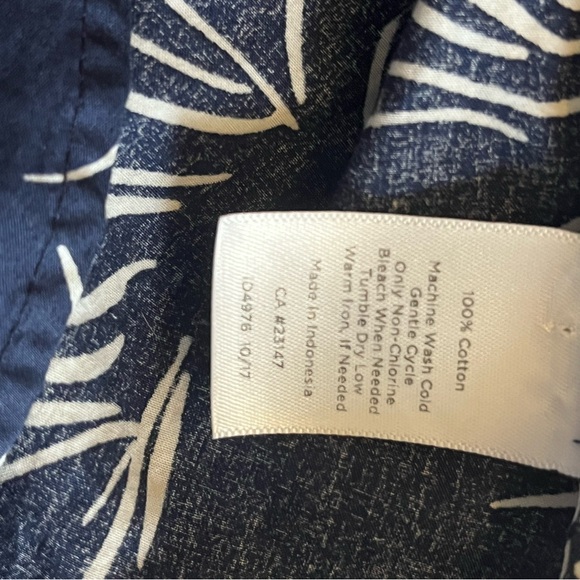 100% Cotton
Machine Wash Cold
Gentle Cycle
Only Non-Chlorine
Bleach When Needed
Tumble Dry Low
Warm Iron, If Needed
Made in Indonesia
CA #23147
ID4976 10/17